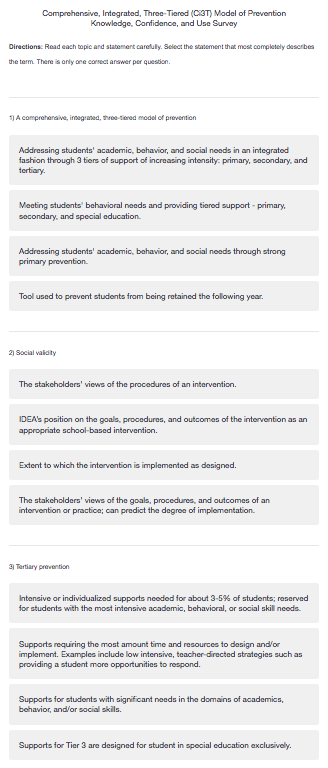 Comprehensive, Integrated, Three-Tiered (Ci3T) Model of Prevention
Knowledge, Confidence, and Use Survey
Directions: Read each topic and statement carefully. Select the statement that most completely describes
the term. There is only one correct answer per question.
1) A comprehensive, integrated, three-tiered model of prevention
Addressing students' academic, behavior, and social needs in an integrated
fashion through 3 tiers of support of increasing intensity: primary, secondary, and
tertiary.
Meeting students' behavioral needs and providing tiered support - primary,
secondary, and special education.
Addressing students' academic, behavior, and social needs through strong
primary prevention.
Tool used to prevent students from being retained the following year.
2) Social validity
The stakeholders' views of the procedures of an intervention.
IDEA's position on the goals, procedures, and outcomes of the intervention as an
appropriate school-based intervention.
Extent to which the intervention is implemented as designed.
The stakeholders' views of the goals, procedures, and outcomes of an
intervention or practice; can predict the degree of implementation.
3) Tertiary prevention
Intensive or individualized supports needed for about 3-5% of students; reserved
for students with the most intensive academic, behavioral, or social skill needs.
Supports requiring the most amount time and resources to design and/or
implement. Examples include low intensive, teacher-directed strategies such as
providing a student more opportunities to respond.
Supports for students with significant needs in the domains of academics,
behavior, and/or social skills.
Supports for Tier 3 are designed for student in special education exclusively.